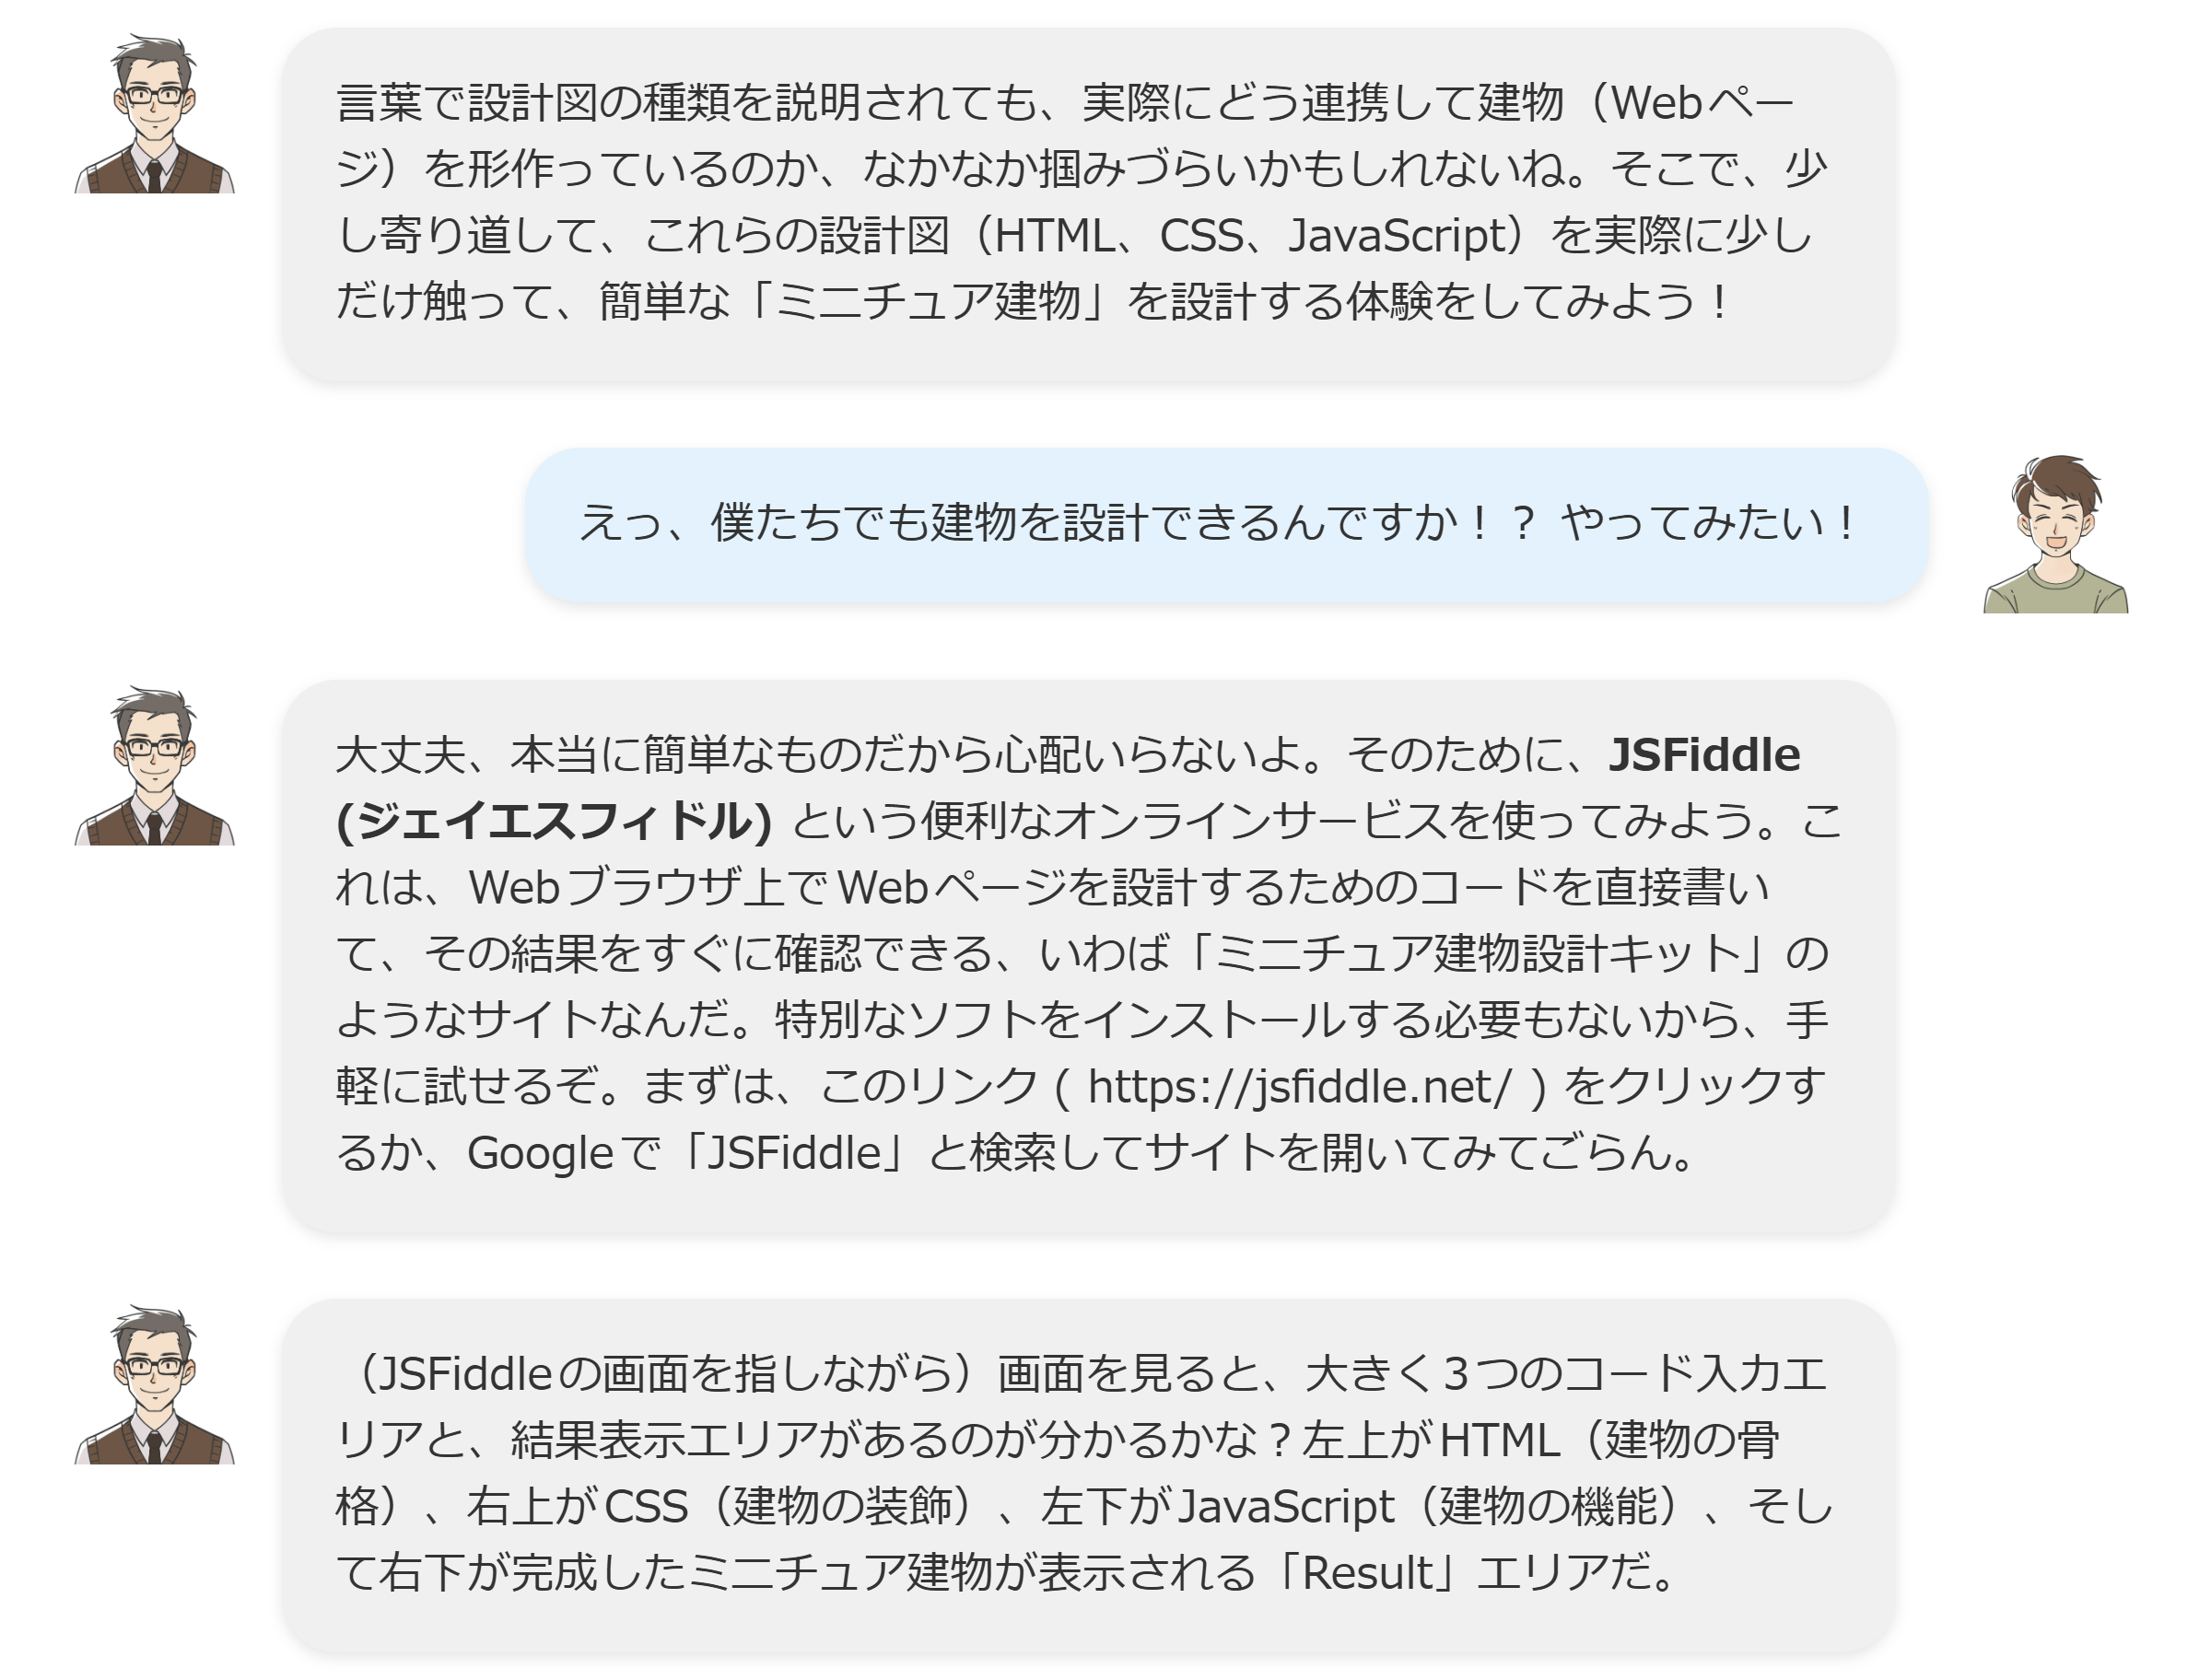 言葉で設計図の種類を説明されても、実際にどう連携して建物（Webペー
ジ）を形作っているのか、なかなか掴みづらいかもしれないね。そこで、少
し寄り道して、これらの設計図（HTML、CSS、JavaScript）を実際に少し
だけ触って、簡単な「ミニチュア建物」を設計する体験をしてみよう！
えっ、僕たちでも建物を設計できるんですか！？ やってみたい！
大丈夫、本当に簡単なものだから心配いらないよ。そのために、JSFiddle
(ジェイエスフィドル) という便利なオンラインサービスを使ってみよう。こ
れは、Webブラウザ上でWebページを設計するためのコードを直接書い
て、その結果をすぐに確認できる、いわば「ミニチュア建物設計キット」の
ようなサイトなんだ。特別なソフトをインストールする必要もないから、手
軽に試せるぞ。まずは、このリンク ( https://jsfiddle.net/ ) をクリックす
るか、Googleで「JSFiddle」と検索してサイトを開いてみてごらん。
（JSFiddleの画面を指しながら）画面を見ると、大きく3つのコード入力エ
リアと、結果表示エリアがあるのが分かるかな？左上がHTML（建物の骨
格）、右上がCSS（建物の装飾）、左下がJavaScript（建物の機能）、そし
て右下が完成したミニチュア建物が表示される「Result」エリアだ。